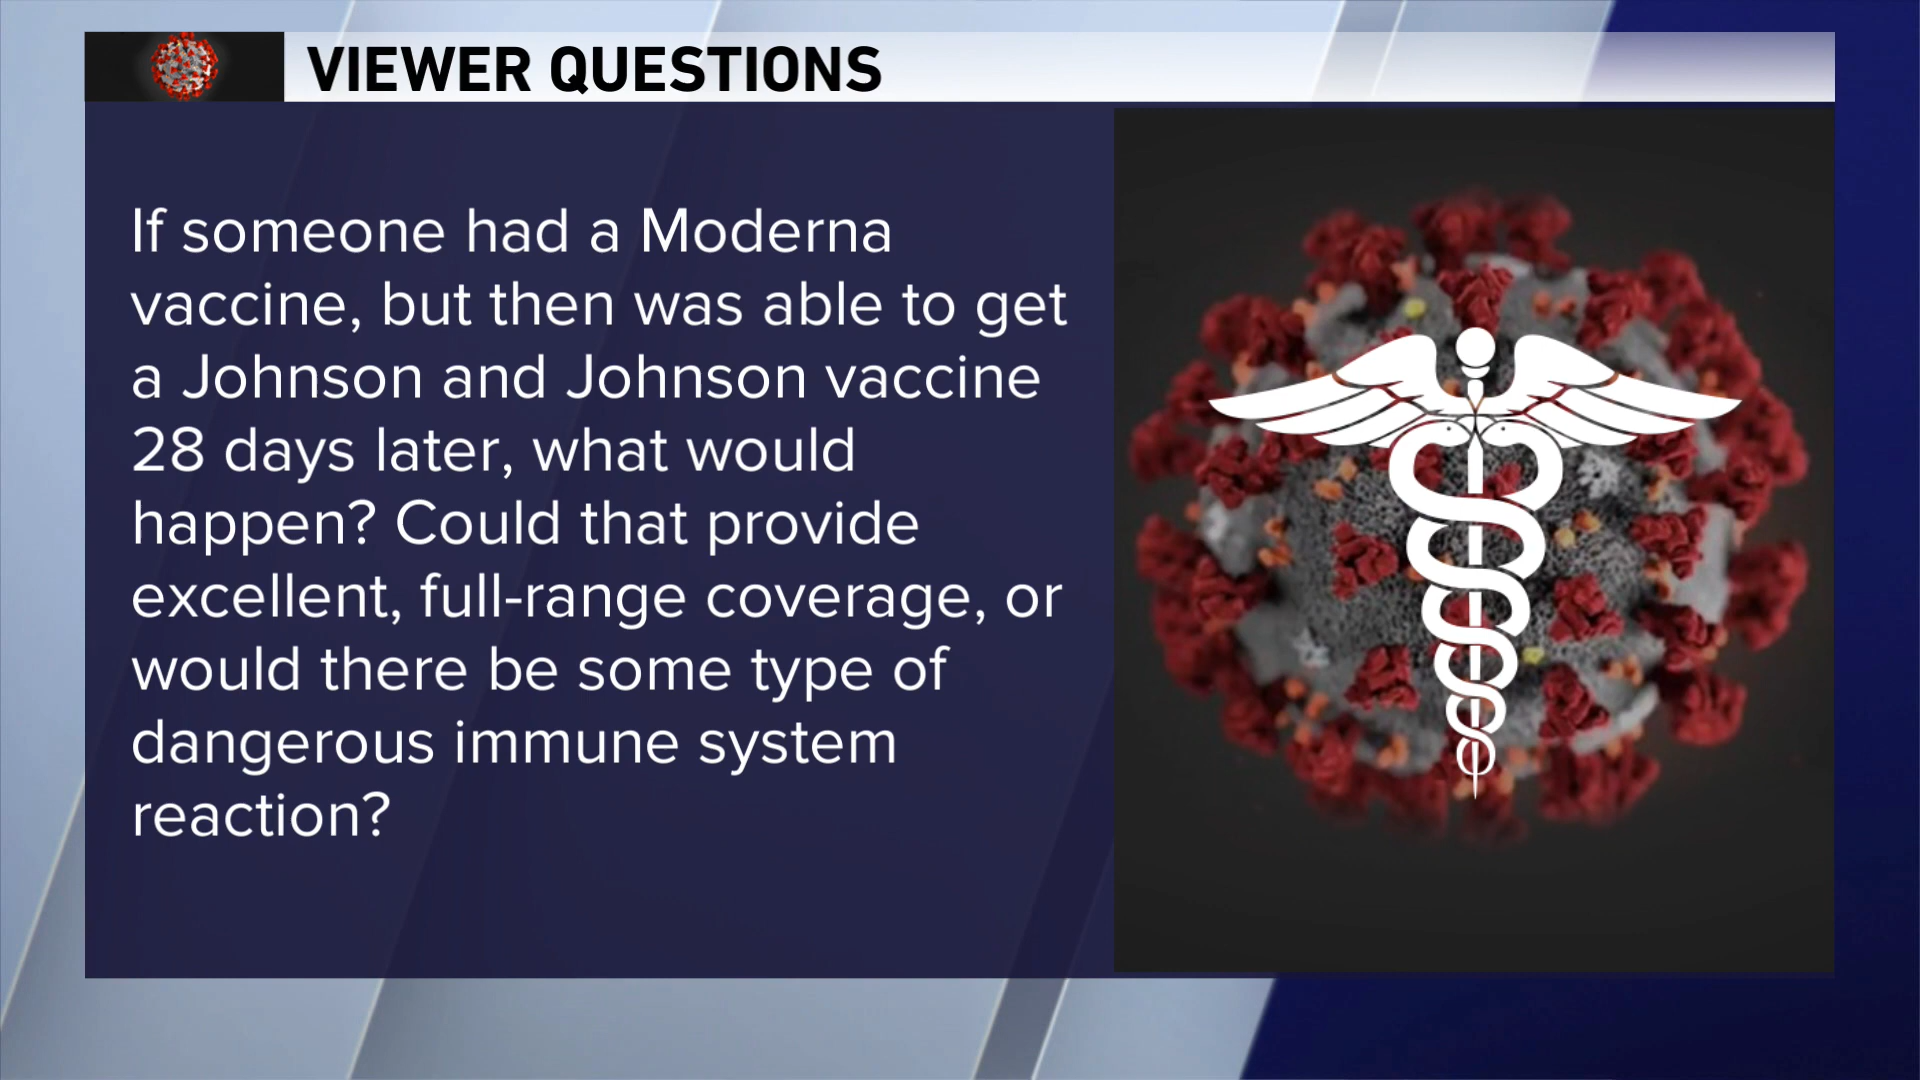 VIEWER QUESTIONS
If someone had a Moderna
vaccine, but then was able to get
a Johnson and Johnson vaccine
28 days later, what would
happen? Could that provide
excellent, full-range coverage, or
would there be some type of
dangerous immune system
reaction?